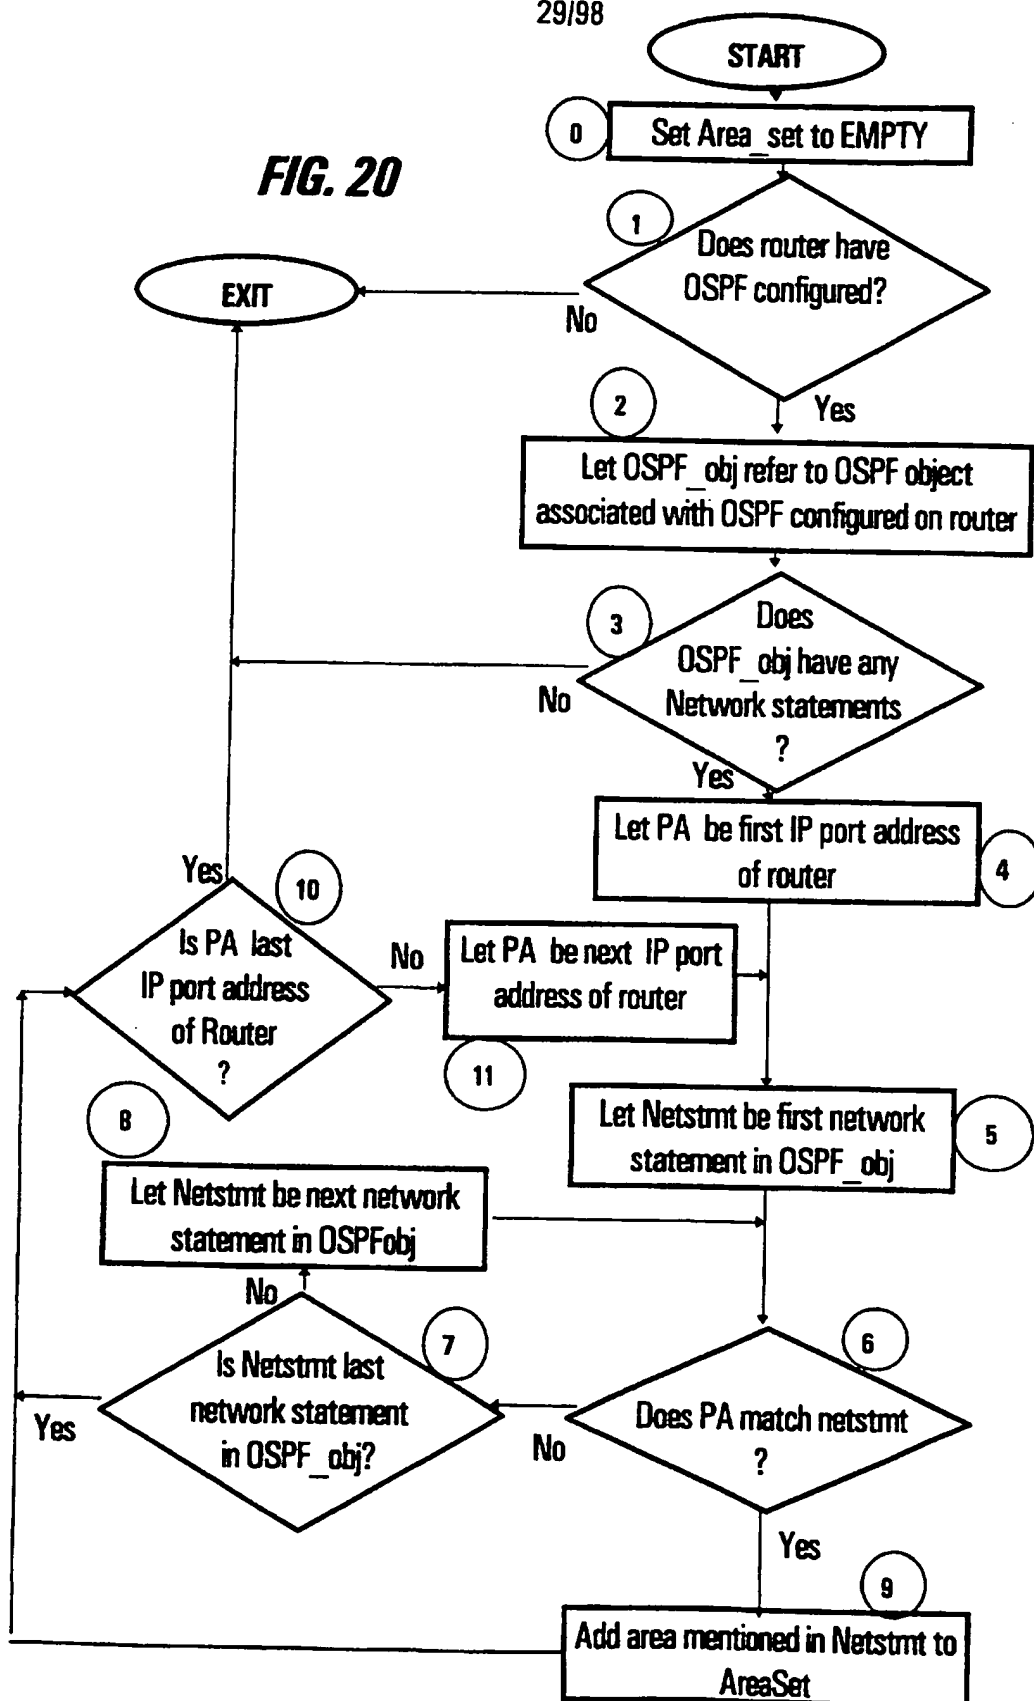 29/98
START
0
Set Area_set to EMPTY
FIG. 20
1
Does router have
OSPF configured?
EXIT
No
2
Yes
Let OSPF_obj refer to OSPF object
associated with OSPF configured on router
3
Does
OSPF_obj have any
Network statements
?
No
Yes
Let PA be first IP port address
of router
4
Yes
10
Is PA last
IP port address
of Router
?
No
Let PA be next IP port
address of router
11
8
Let Netstmt be first network
statement in OSPF_obj
5
Let Netstmt be next network
statement in OSPFobj
No
7
Is Netstmt last
network statement
in OSPF_obj?
Yes
6
Does PA match netstmt
?
No
Yes
9
Add area mentioned in Netstmt to
AreaSet